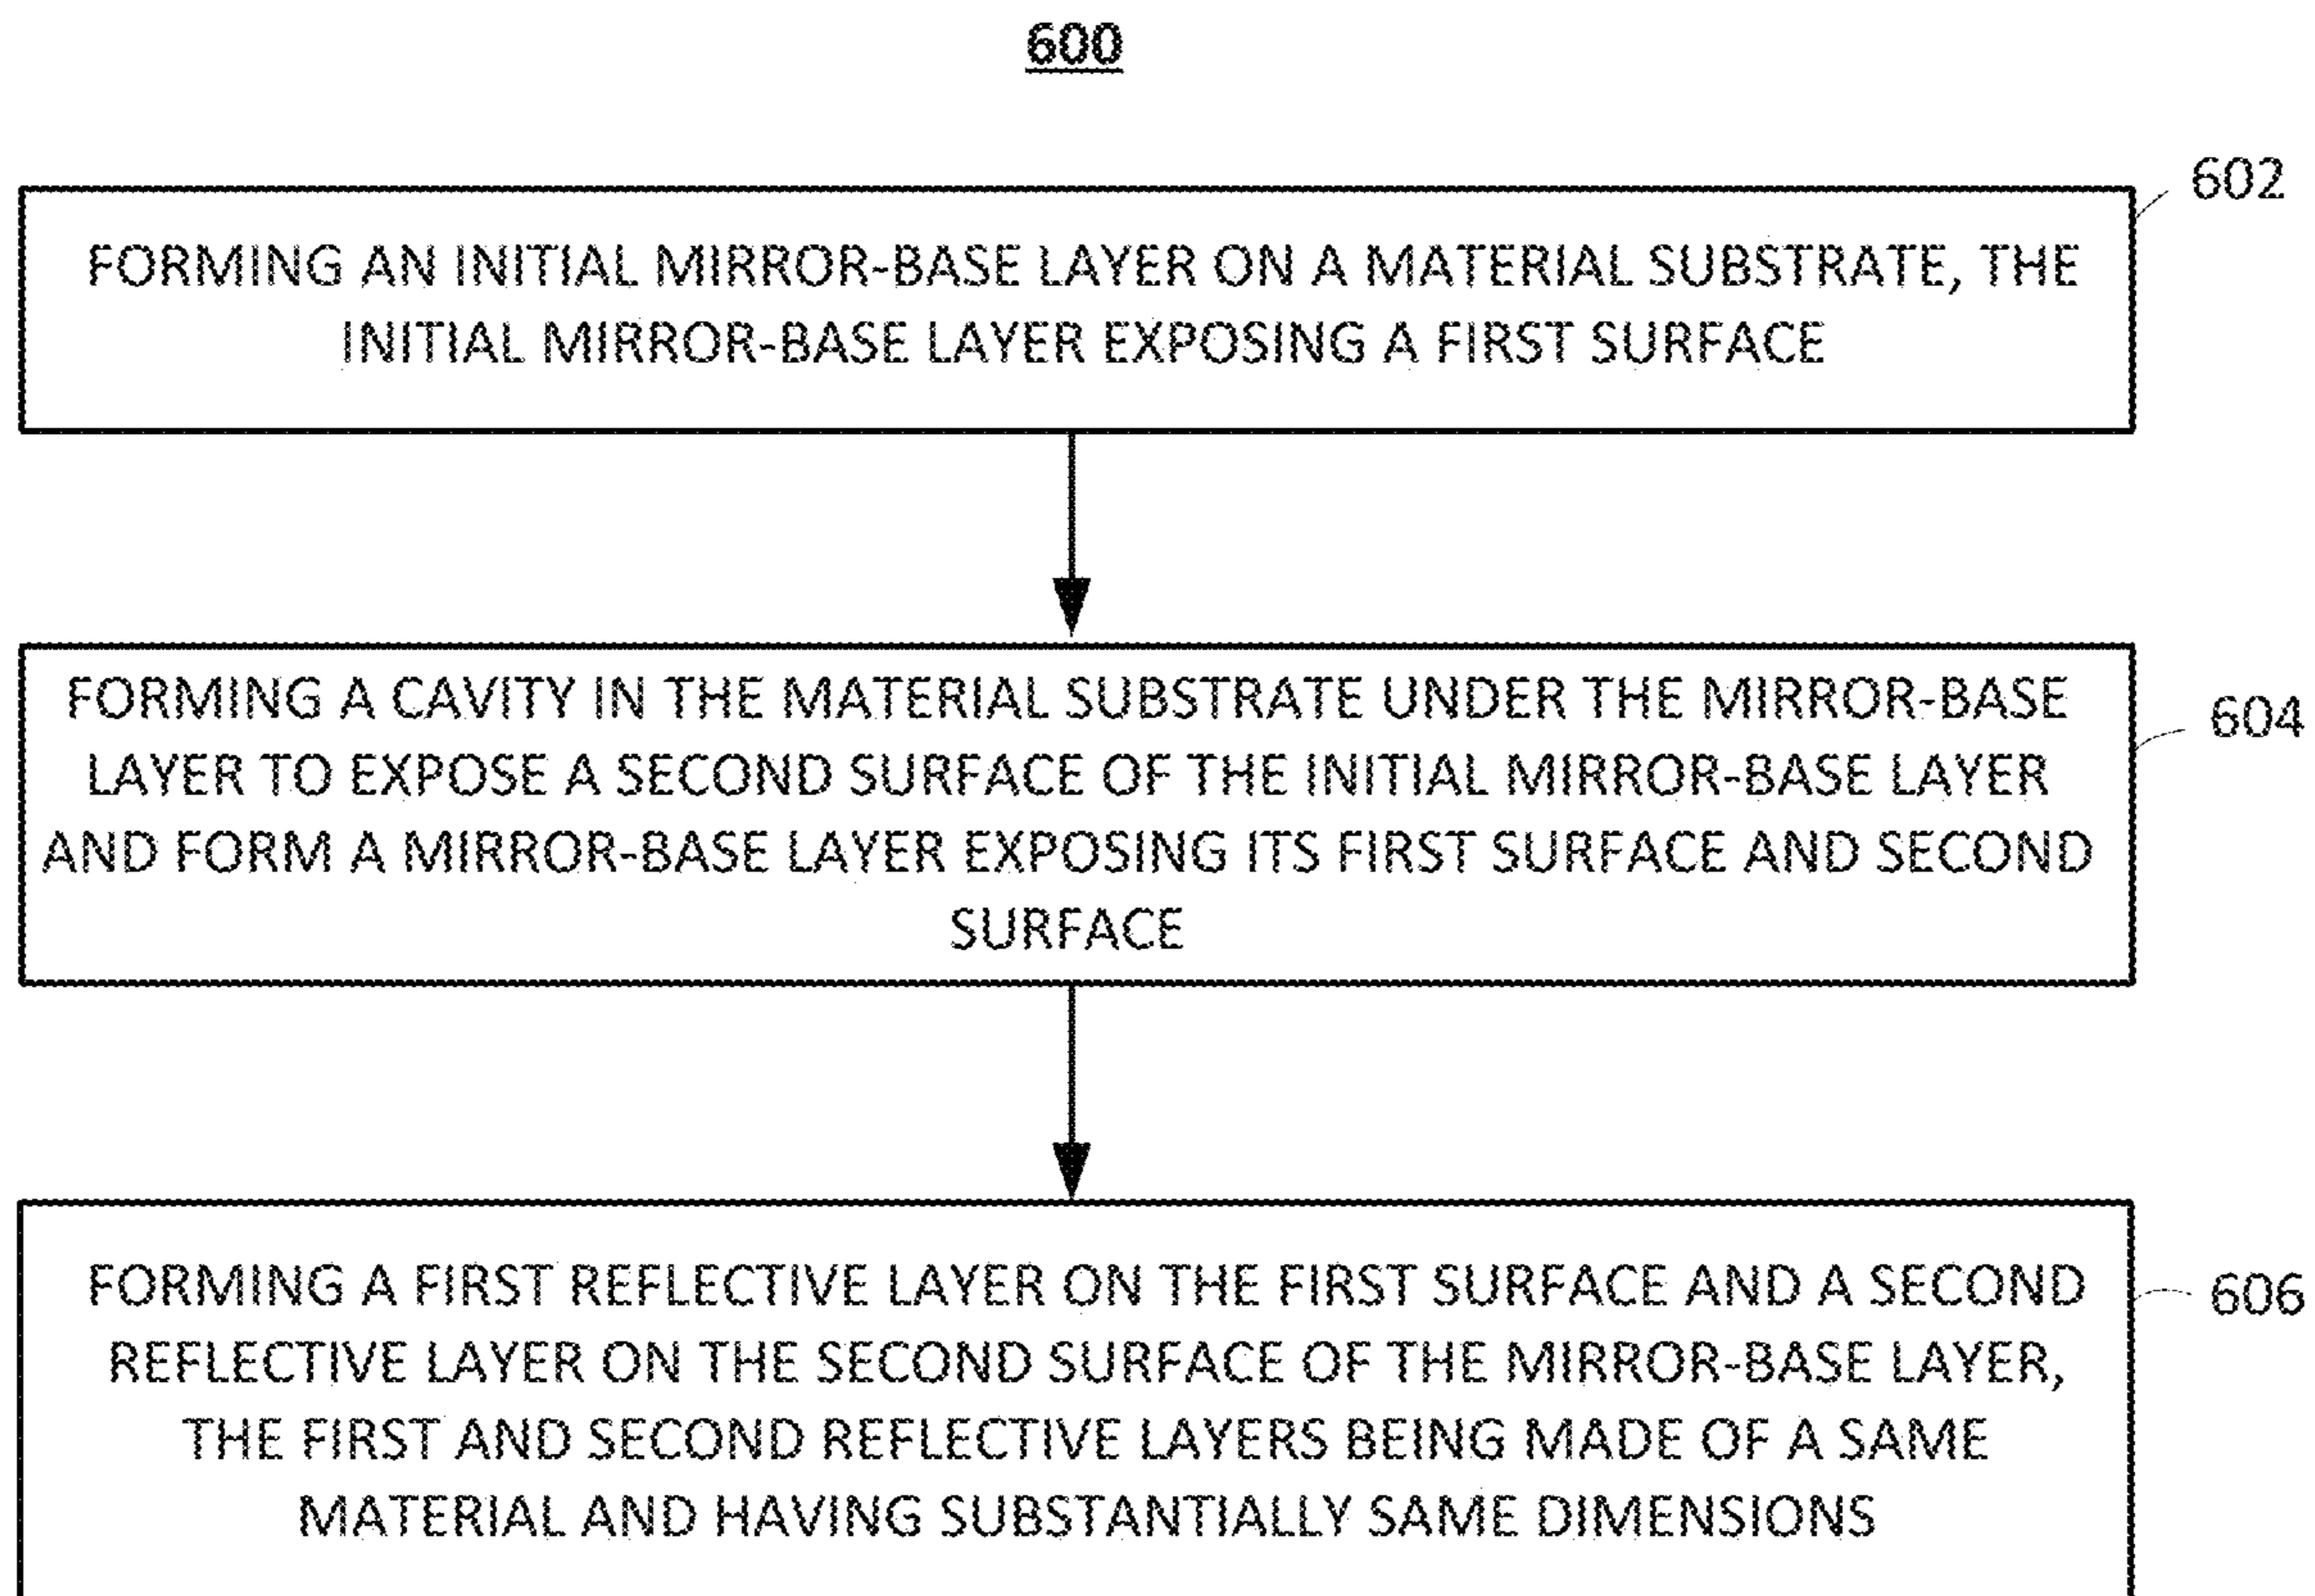 600
602
FORMING AN INITIAL MIRROR-BASE LAYER ON A MATERIAL SUBSTRATE, THE
INITIAL MIRROR-BASE LAYER EXPOSING A FIRST SURFACE
FORMING A CAVITY IN THE MATERIAL SUBSTRATE UNDER THE MIRROR-BASE
604
LAYER TO EXPOSE A SECOND SURFACE OF THE INITIAL MIRROR-BASE LAYER
AND FORM A MIRROR-BASE LAYER EXPOSING ITS FIRST SURFACE AND SECOND
SURFACE
FORMING A FIRST REFLECTIVE LAYER ON THE FIRST SURFACE AND A SECOND
606
REFLECTIVE LAYER ON THE SECOND SURFACE OF THE MIRROR-BASE LAYER,
THE FIRST AND SECOND REFLECTIVE LAYERS BEING MADE OF A SAME
MATERIAL AND HAVING SUBSTANTIALLY SAME DIMENSIONS